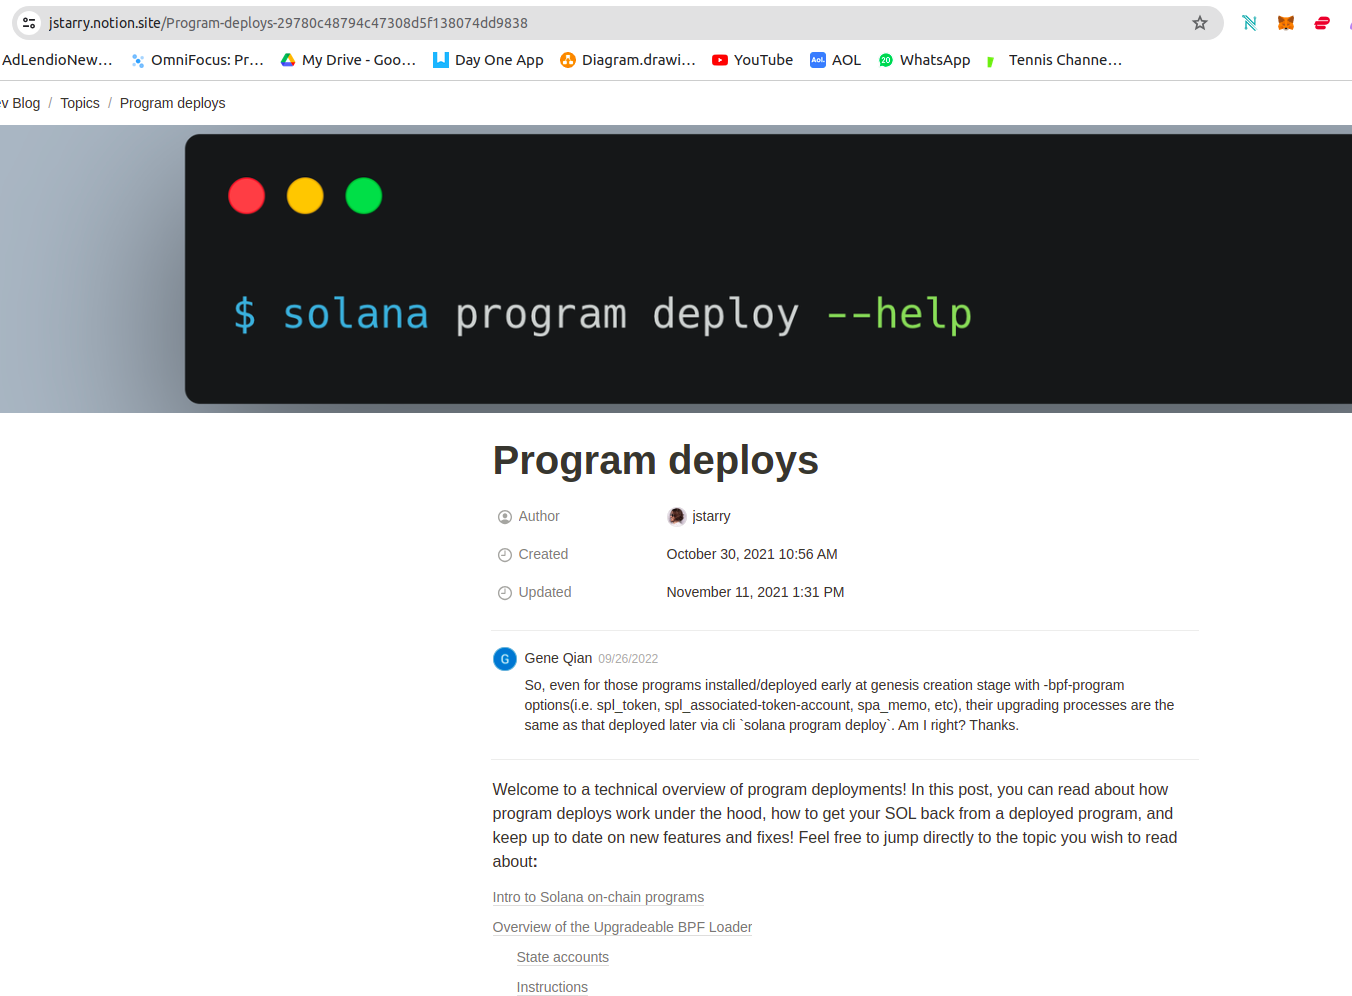 jstarry.notion.site/Program-deploys-29780c48794c47308d5f138074dd9838
AdLendioNew... OmniFocus: Pr... My Drive - Goo... Day One App Diagram.drawi... YouTube AOL WhatsApp Tennis Channe...
ev Blog / Topics / Program deploys
$ solana program deploy --help
Program deploys
Author jstarry
Created October 30, 2021 10:56 AM
Updated November 11, 2021 1:31 PM
G Gene Qian 09/26/2022
So, even for those programs installed/deployed early at genesis creation stage with -bpf-program
options(i.e. spl_token, spl_associated-token-account, spa_memo, etc), their upgrading processes are the
same as that deployed later via cli `solana program deploy`. Am I right? Thanks.
Welcome to a technical overview of program deployments! In this post, you can read about how
program deploys work under the hood, how to get your SOL back from a deployed program, and
keep up to date on new features and fixes! Feel free to jump directly to the topic you wish to read
about:
Intro to Solana on-chain programs
Overview of the Upgradeable BPF Loader
State accounts
Instructions